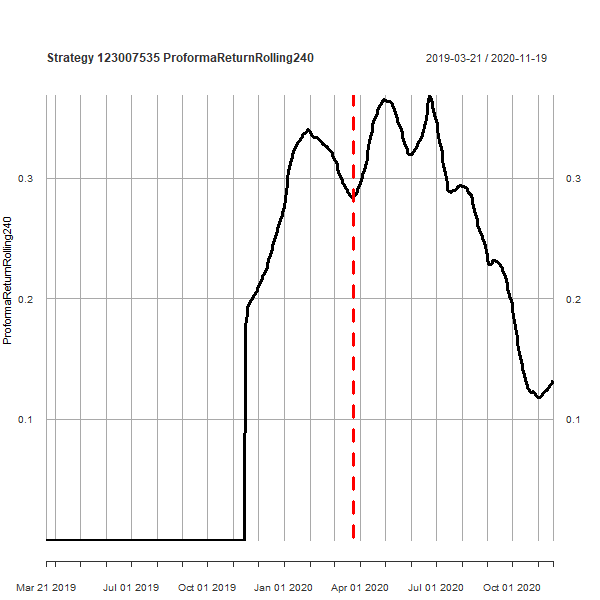 Strategy 123007535 ProformaReturnRolling240
2019-03-21 / 2020-11-19
ProformaReturnRolling240
0.3
0.3
0.2
0.2
0.1
0.1
Mar 21 2019
Jul 01 2019
Oct 01 2019
Jan 01 2020
Apr 01 2020
Jul 01 2020
Oct 01 2020